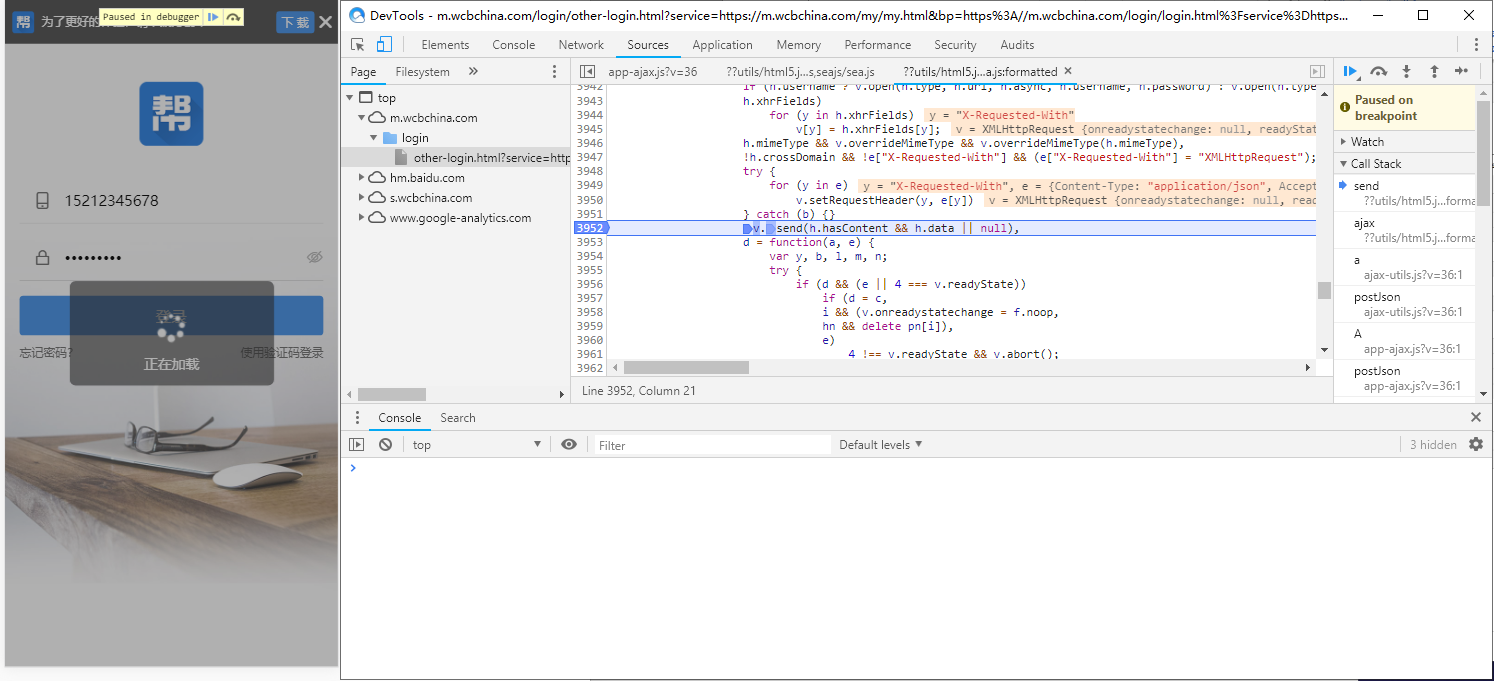 帮
为了更好的
Paused in debugger
下载
帮
15212345678
•••••••••
登录
正在加载
忘记密码?
使用验证码登录
DevTools - m.wcbchina.com/login/other-login.html?service=https://m.wcbchina.com/my/my.html&bp=https%3A//m.wcbchina.com/login/login.html%3Fservice%3Dhttps...
Elements Console Network Sources Application Memory Performance Security Audits
Page Filesystem »
top
m.wcbchina.com
login
other-login.html?service=http
hm.baidu.com
s.wcbchina.com
www.google-analytics.com
app-ajax.js?v=36 ??utils/html5.j...s,seajs/sea.js ??utils/html5.j...a.js:formatted ×
3942 if (h.username ? v.open(h.type, h.url, h.async, h.username, h.password) : v.open(h.type
3943 h.xhrFields)
3944 for (y in h.xhrFields) y = "X-Requested-With"
3945 v[y] = h.xhrFields[y]; v = XMLHttpRequest {onreadystatechange: null, readySta
3946 h.mimeType && v.overrideMimeType && v.overrideMimeType(h.mimeType),
3947 !h.crossDomain && !e["X-Requested-With"] && (e["X-Requested-With"] = "XMLHttpRequest");
3948 try {
3949 for (y in e) y = "X-Requested-With", e = {Content-Type: "application/json", Accept
3950 v.setRequestHeader(y, e[y]) v = XMLHttpRequest {onreadystatechange: null, read
3951 } catch (b) {}
3952 v.send(h.hasContent && h.data || null),
3953 d = function(a, e) {
3954 var y, b, l, m, n;
3955 try {
3956 if (d && (e || 4 === v.readyState))
3957 if (d = c,
3958 i && (v.onreadystatechange = f.noop,
3959 hn && delete pn[i]),
3960 e)
3961 4 !== v.readyState && v.abort();
3962
Line 3952, Column 21
Paused on
breakpoint
Watch
Call Stack
send
??utils/html5.j...forma
ajax
??utils/html5.j...forma
a
ajax-utils.js?v=36:1
postJson
ajax-utils.js?v=36:1
A
app-ajax.js?v=36:1
postJson
app-ajax.js?v=36:1
Console Search
top
Filter
Default levels ▼
3 hidden
>